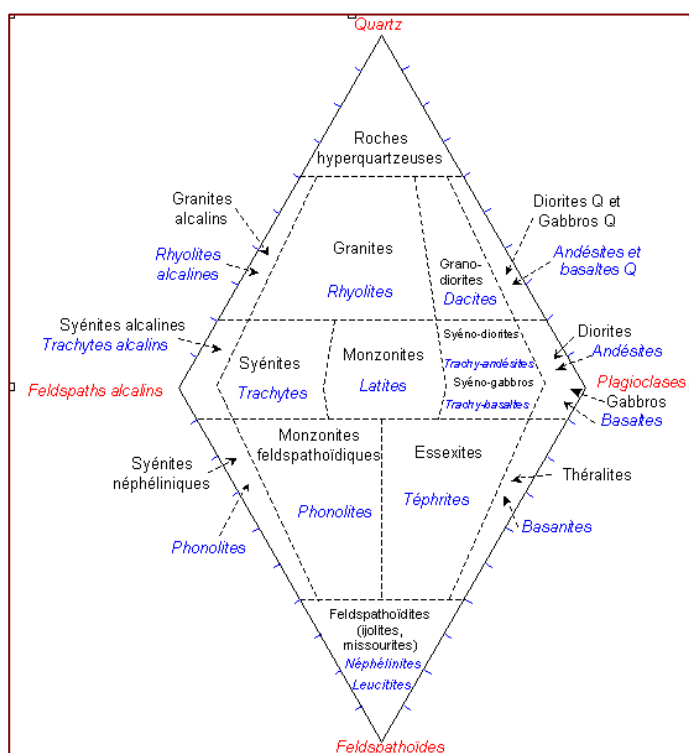 Quartz
Roches
hyperquartzeuses
Granites
alcalins
Rhyolites
alcalines
Granites
Rhyolites
Grano-
diorites
Dacites
Diorites Q et
Gabbros Q
Andésites et
basaltes Q
Syénites alcalines
Trachytes alcalins
Syénites
Trachytes
Monzonites
Latites
Syéno-diorites
Trachy-andésites
Syéno-gabbros
Trachy-basaltes
Diorites
Andésites
Feldspaths alcalins
Plagioclases
Gabbros
Basaltes
Syénites
néphéliniques
Phonolites
Monzonites
feldspathoïdiques
Phonolites
Essexites
Téphrites
Théralites
Basanites
Feldspathoïdites
(ijolites,
missourites)
Néphélinites
Leucitites
Feldspathoïdes